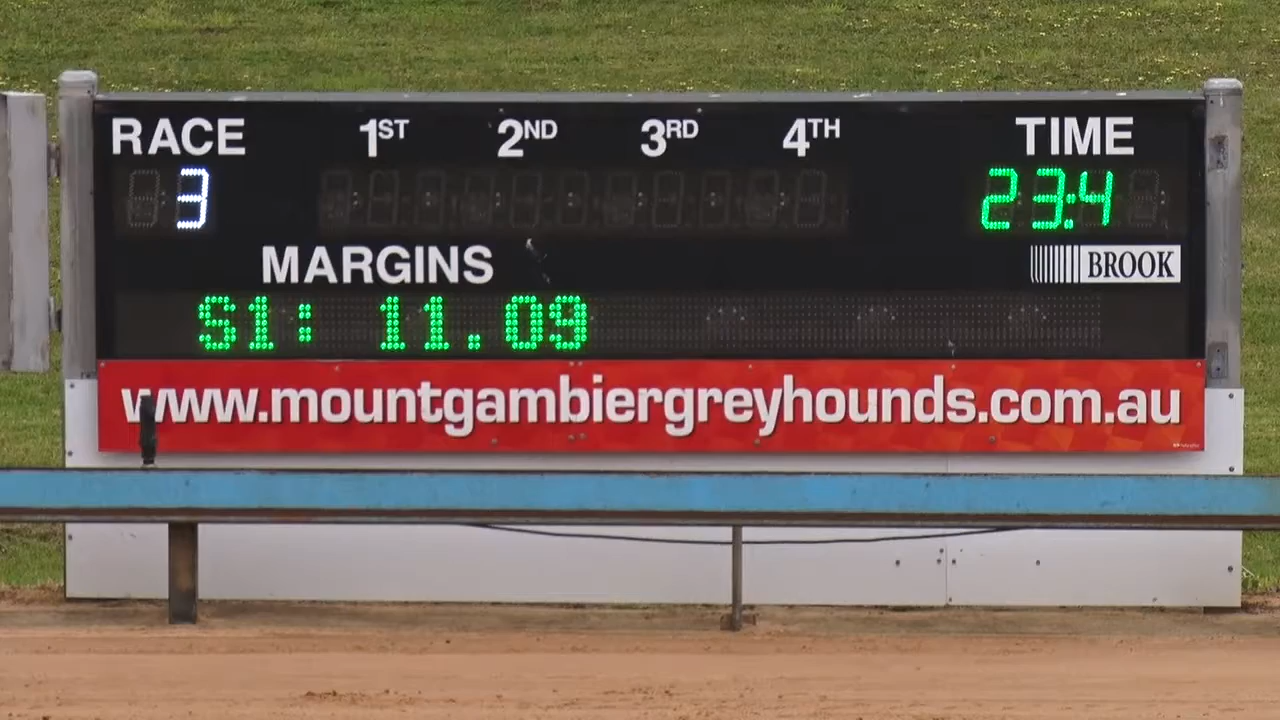 RACE 1ST 2ND 3RD 4TH TIME
3 23:4
MARGINS
BROOK
S1: 11.09
www.mountgambiergreyhounds.com.au